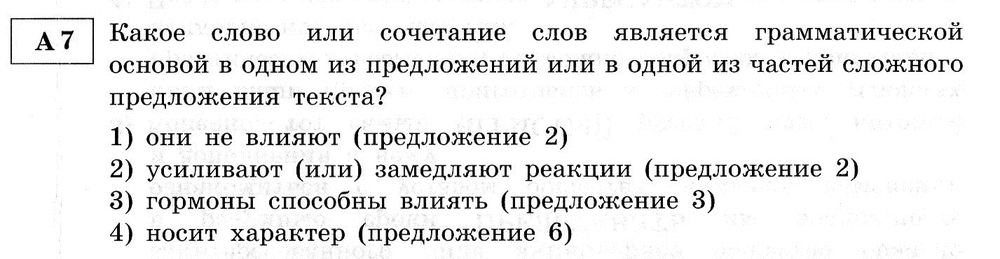 А 7
Какое слово или сочетание слов является грамматической
основой в одном из предложений или в одной из частей сложного
предложения текста?
1) они не влияют (предложение 2)
2) усиливают (или) замедляют реакции (предложение 2)
3) гормоны способны влиять (предложение 3)
4) носит характер (предложение 6)